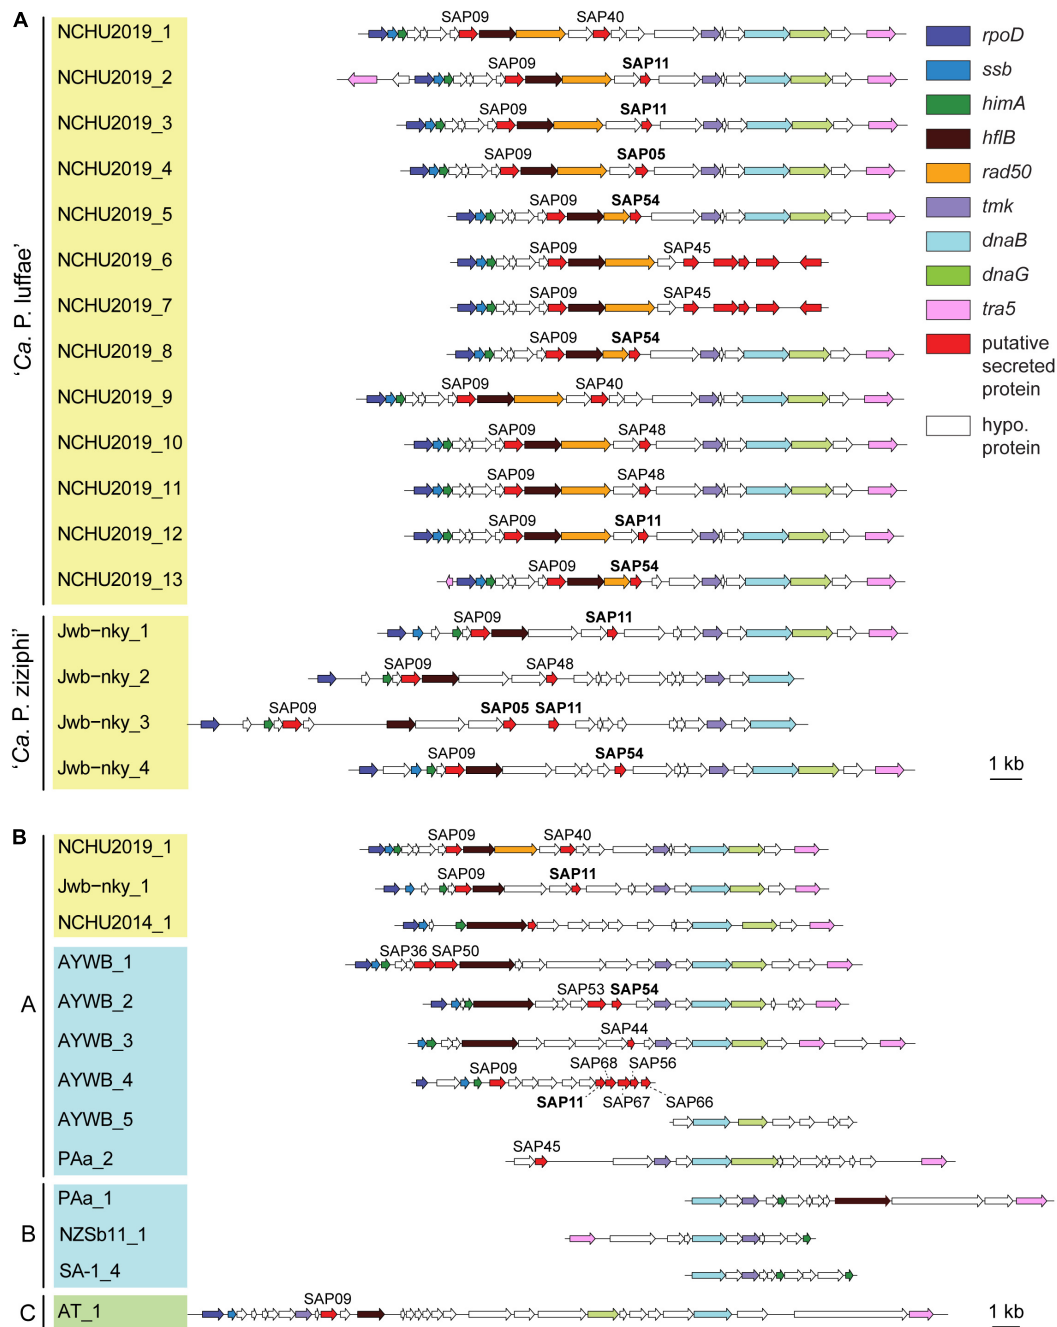 A
'Ca. P. luffae'
NCHU2019_1 SAP09 SAP40
NCHU2019_2 SAP09 SAP11
NCHU2019_3 SAP09 SAP11
NCHU2019_4 SAP09 SAP05
NCHU2019_5 SAP09 SAP54
NCHU2019_6 SAP09 SAP45
NCHU2019_7 SAP09 SAP45
NCHU2019_8 SAP09 SAP54
NCHU2019_9 SAP09 SAP40
NCHU2019_10 SAP09 SAP48
NCHU2019_11 SAP09 SAP48
NCHU2019_12 SAP09 SAP11
NCHU2019_13 SAP09 SAP54
'Ca. P. ziziphi'
Jwb−nky_1 SAP09 SAP11
Jwb−nky_2 SAP09 SAP48
Jwb−nky_3 SAP09 SAP05 SAP11
Jwb−nky_4 SAP09 SAP54
1 kb
rpoD
ssb
himA
hflB
rad50
tmk
dnaB
dnaG
tra5
putative
secreted
protein
hypo.
protein
B
A
NCHU2019_1 SAP09 SAP40
Jwb−nky_1 SAP09 SAP11
NCHU2014_1
AYWB_1 SAP36 SAP50
AYWB_2 SAP53 SAP54
AYWB_3 SAP44
AYWB_4 SAP09 SAP68 SAP56
SAP11 SAP67 SAP66
AYWB_5
PAa_2 SAP45
B
PAa_1
NZSb11_1
SA-1_4
C
AT_1 SAP09
1 kb